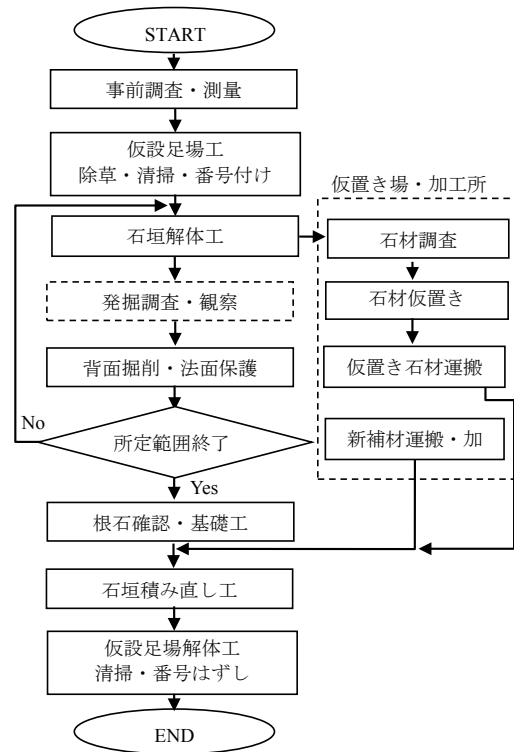 START
事前調査・測量
仮設足場工
除草・清掃・番号付け
石垣解体工
発掘調査・観察
背面掘削・法面保護
No
所定範囲終了
Yes
根石確認・基礎工
石垣積み直し工
仮設足場解体工
清掃・番号はずし
END
仮置き場・加工所
石材調査
石材仮置き
仮置き石材運搬
新補材運搬・加